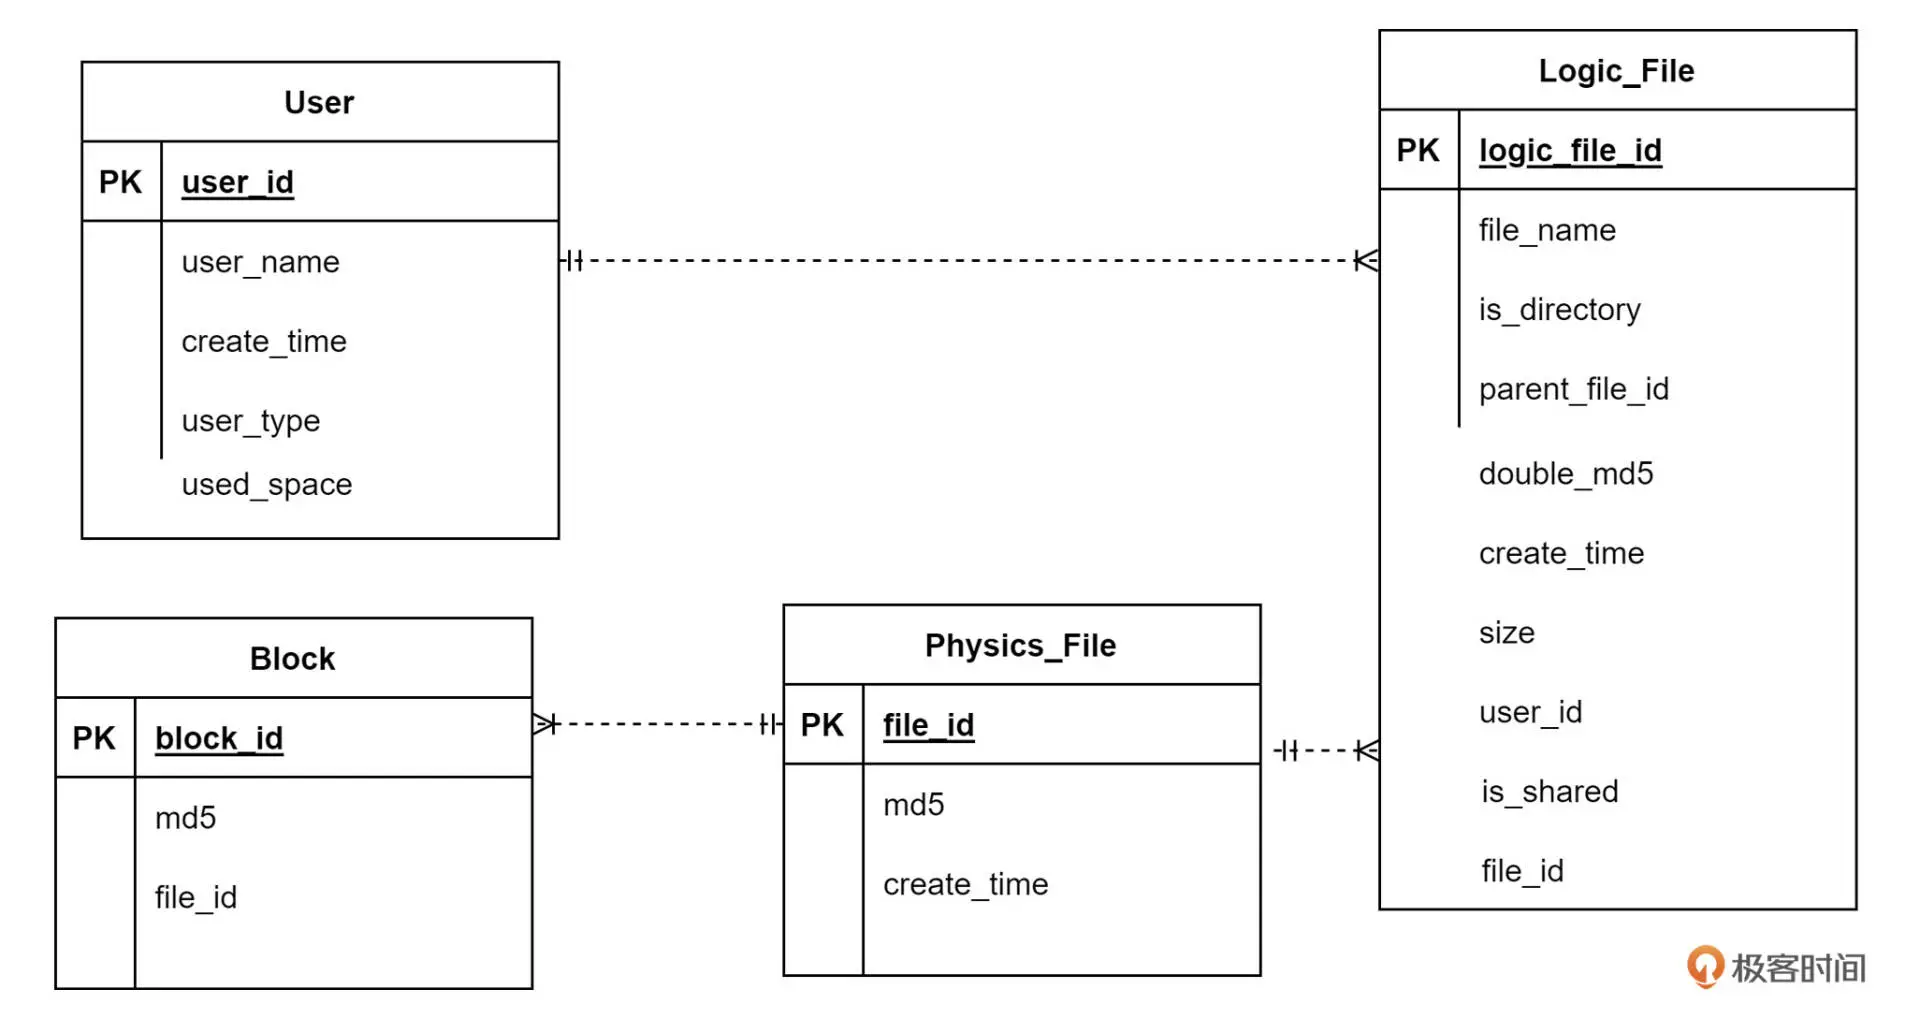 User
PK user_id
user_name
create_time
user_type
used_space
Logic_File
PK logic_file_id
file_name
is_directory
parent_file_id
double_md5
create_time
size
user_id
is_shared
file_id
Block
PK block_id
md5
file_id
Physics_File
PK file_id
md5
create_time
极客时间